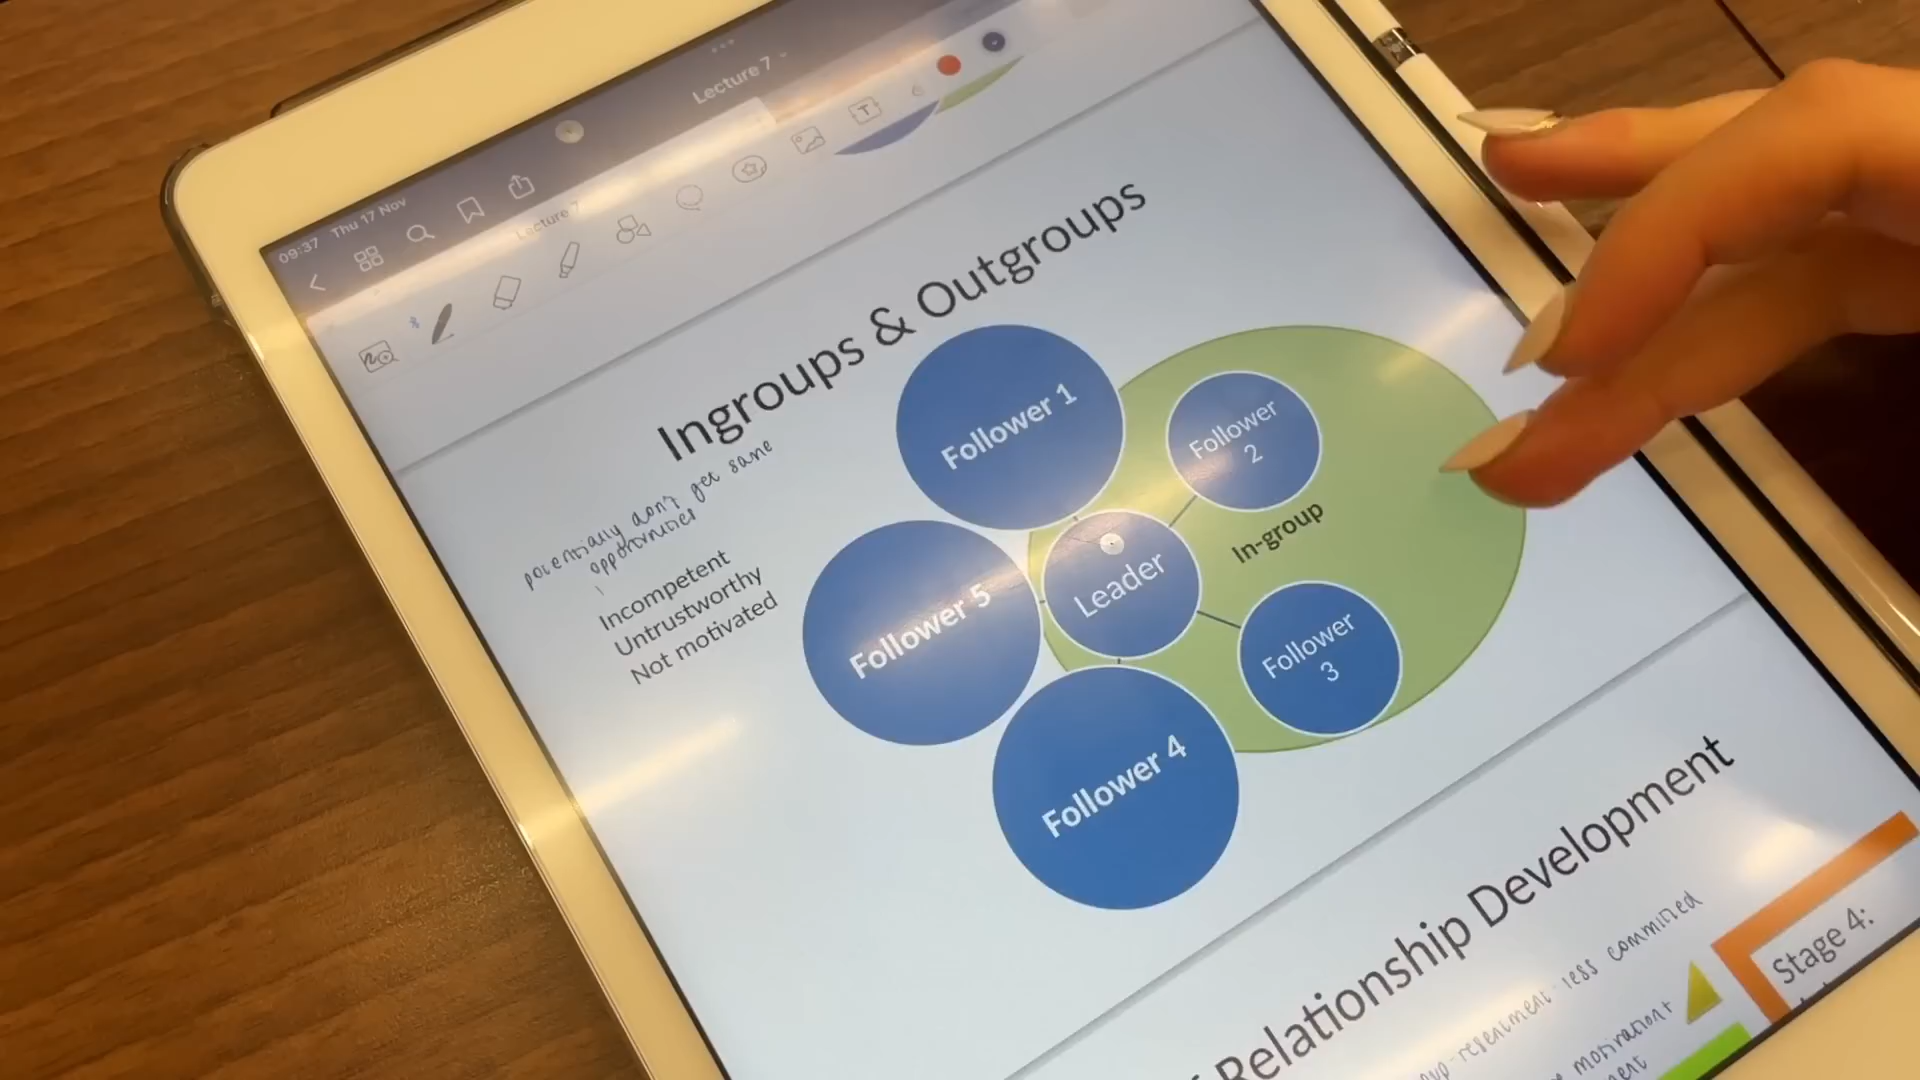 Lecture 7
09:37 Thu 17 Nov
Lecture 7
Ingroups & Outgroups
potentially don't get same
opportunities
Incompetent
Untrustworthy
Not motivated
Follower 1
Follower
2
In-group
Leader
Follower 5
Follower
3
Follower 4
Relationship Development
resentment - less committed
motivation +
Stage 4: